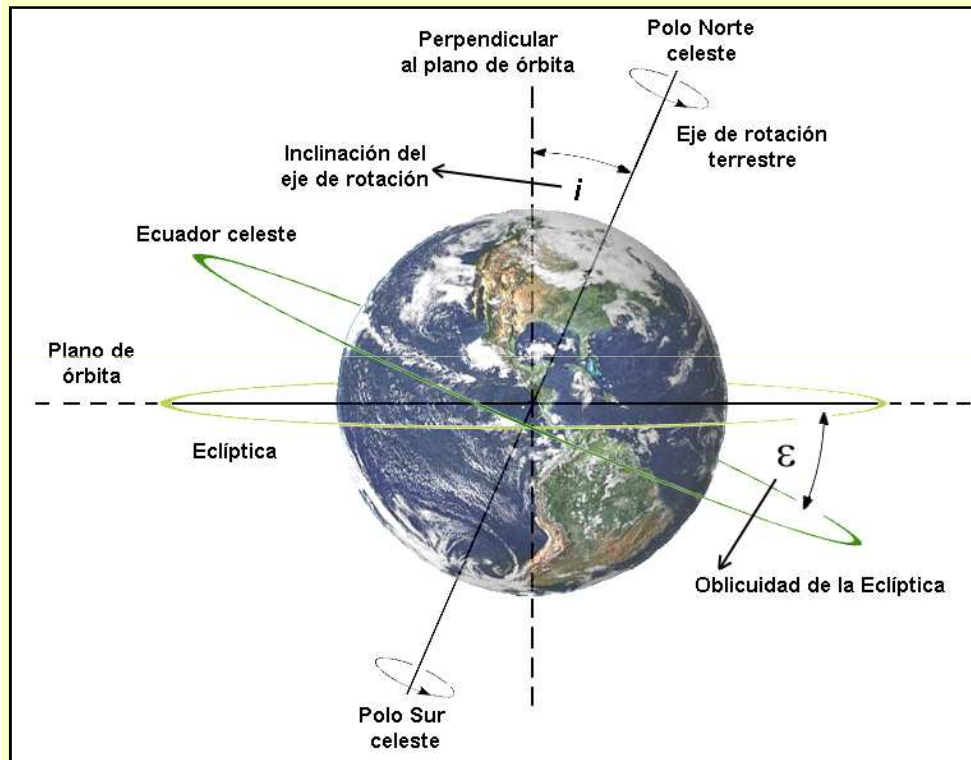 Polo Norte
celeste
Perpendicular
al plano de órbita
Eje de rotación
terrestre
Inclinación del
eje de rotación
i
Ecuador celeste
Plano de
órbita
Eclíptica
ε
Oblicuidad de la Eclíptica
Polo Sur
celeste